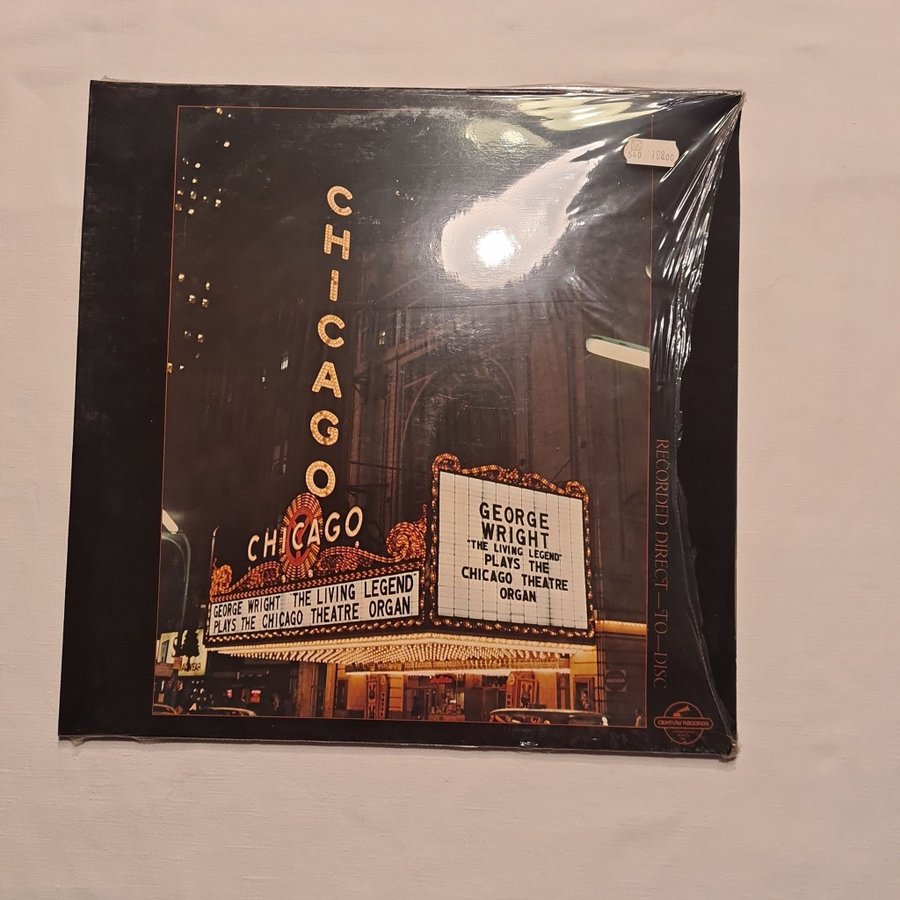 10800
CHICAGO
CHICAGO
GEORGE
WRIGHT
"THE LIVING LEGEND"
PLAYS THE
CHICAGO THEATRE
ORGAN
GEORGE WRIGHT "THE LIVING LEGEND"
PLAYS THE CHICAGO THEATRE ORGAN
RECORDED DIRECT—TO—DISC
CENTURY RECORDS